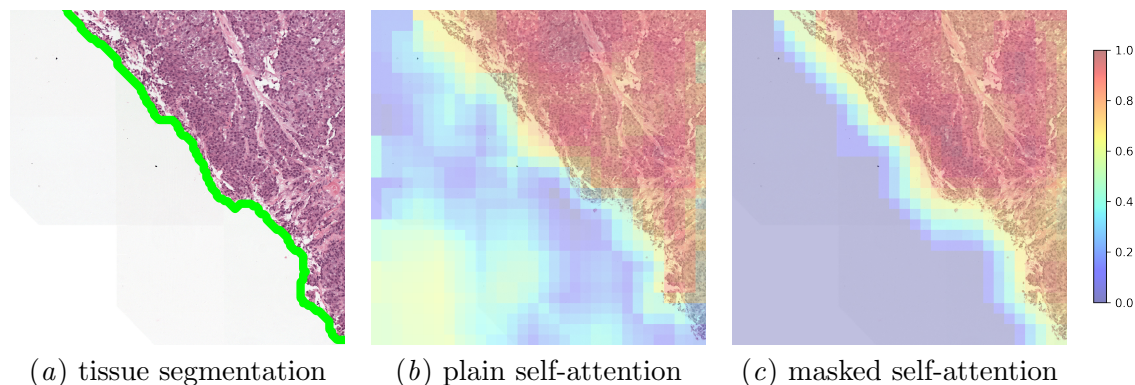 1.0
0.8
0.6
0.4
0.2
0.0
(a) tissue segmentation
(b) plain self-attention
(c) masked self-attention